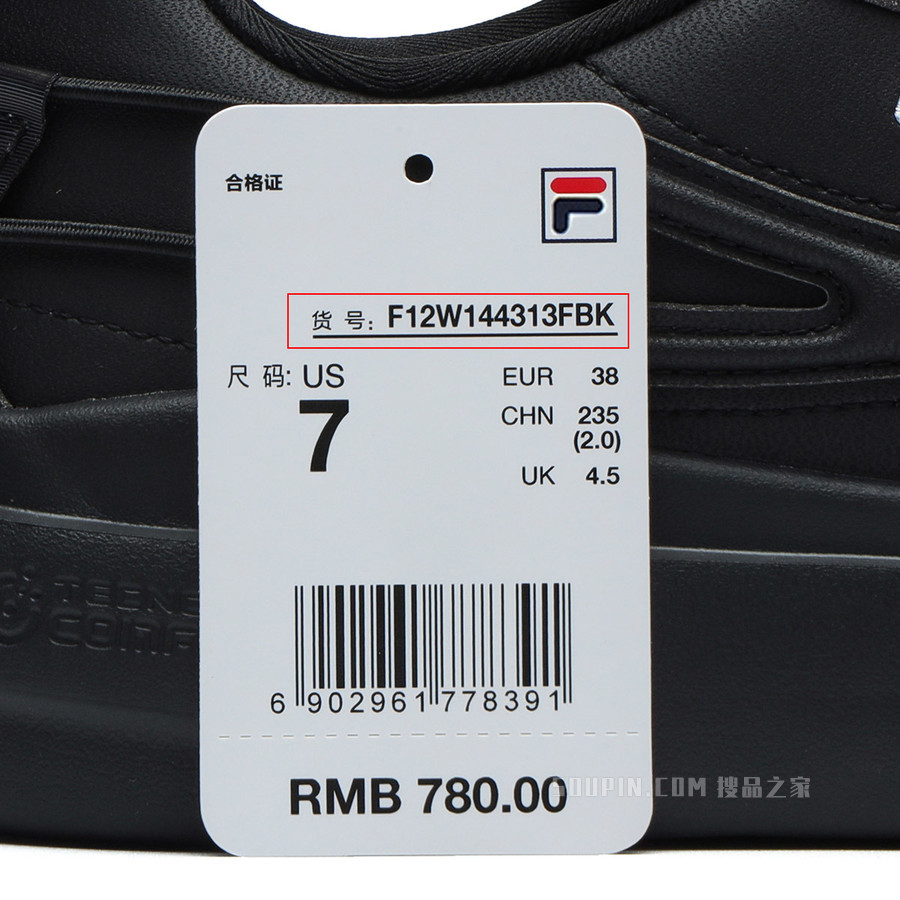 合格证
货 号: F12W144313FBK
尺 码: US
7
EUR 38
CHN 235
(2.0)
UK 4.5
6 902961 778391
RMB 780.00
SOUPIN.COM 搜品之家